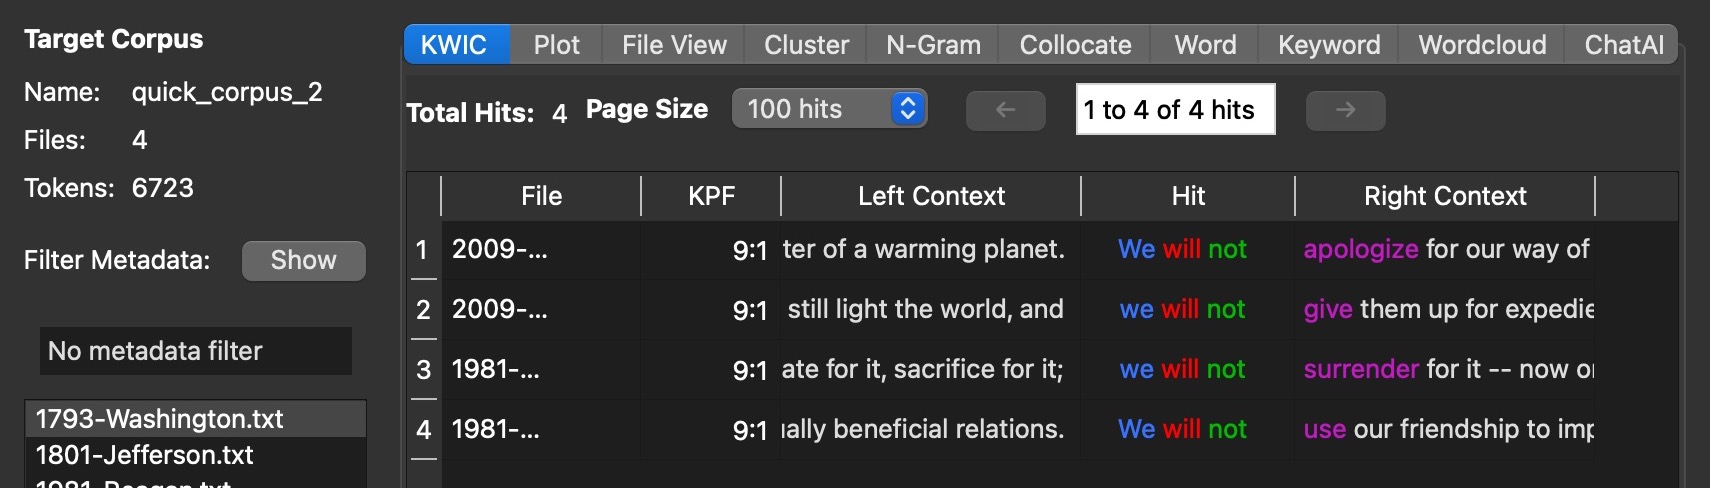 Target Corpus
Name: quick_corpus_2
Files: 4
Tokens: 6723
Filter Metadata: Show
No metadata filter
1793-Washington.txt
1801-Jefferson.txt
1981-Reagan.txt
KWIC Plot File View Cluster N-Gram Collocate Word Keyword Wordcloud ChatAI
Total Hits: 4 Page Size 100 hits ← 1 to 4 of 4 hits →
File KPF Left Context Hit Right Context
1 2009-... 9:1 ter of a warming planet. We will not apologize for our way of
2 2009-... 9:1 still light the world, and we will not give them up for expedie
3 1981-... 9:1 ate for it, sacrifice for it; we will not surrender for it -- now or
4 1981-... 9:1 ually beneficial relations. We will not use our friendship to imp